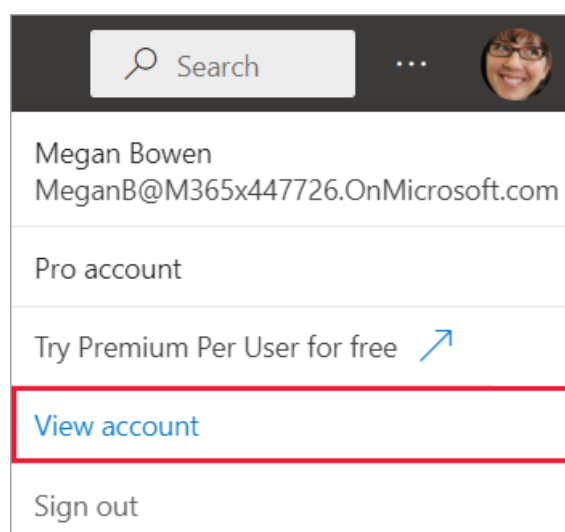 Search
Megan Bowen
MeganB@M365x447726.OnMicrosoft.com
Pro account
Try Premium Per User for free
View account
Sign out